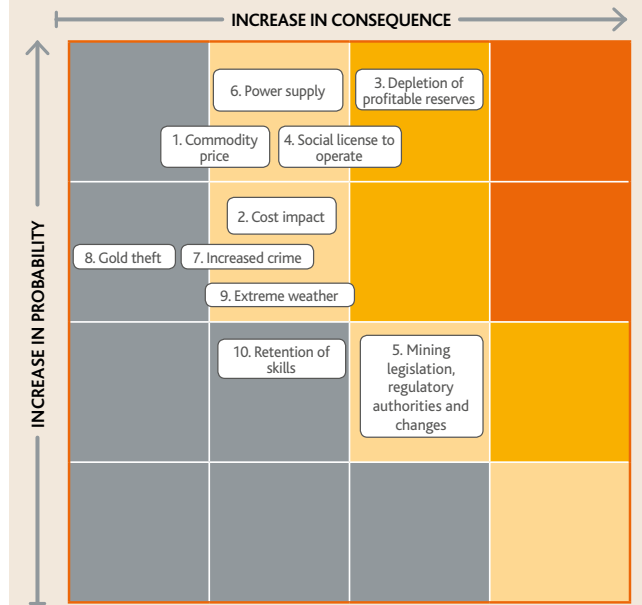 INCREASE IN CONSEQUENCE
INCREASE IN PROBABILITY
6. Power supply
3. Depletion of
profitable reserves
1. Commodity
price
4. Social license to
operate
2. Cost impact
8. Gold theft
7. Increased crime
9. Extreme weather
10. Retention of
skills
5. Mining
legislation,
regulatory
authorities and
changes